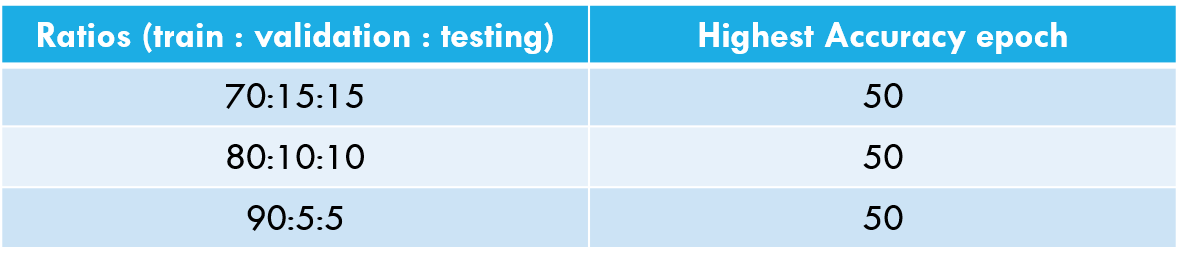 Ratios (train : validation : testing) Highest Accuracy epoch
70:15:15 50
80:10:10 50
90:5:5 50